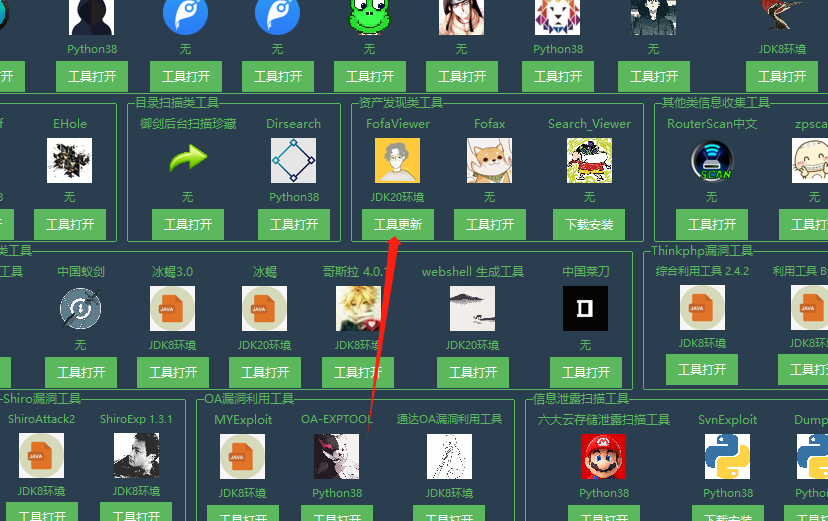 Python38 无 无 无 无 Python38 无 JDK8环境
开 工具打开 工具打开 工具打开 工具打开 工具打开 工具打开 工具打开 工具打开
目录扫描类工具 资产发现类工具 其他类信息收集工具
f EHole 御剑后台扫描珍藏 Dirsearch FofaViewer Fofax Search_Viewer RouterScan中文 zpsca
SCAN
8 无 无 Python38 JDK20环境 无 无 无 无
开 工具打开 工具打开 工具打开 工具更新 工具打开 下载安装 工具打开 工具打
类工具 Thinkphp漏洞工具
工具 中国蚁剑 冰蝎3.0 冰蝎 哥斯拉 4.0.1 webshell 生成工具 中国菜刀 综合利用工具 2.4.2 利用工具 By
JAVA JAVA JAVA JAVA
无 JDK8环境 JDK20环境 JDK8环境 JDK20环境 无 JDK8环境 JDK8环
工具打开 工具打开 工具打开 工具打开 工具打开 工具打开 工具打开 工具打
-Shiro漏洞工具 OA漏洞利用工具 信息泄露扫描工具
ShiroAttack2 ShiroExp 1.3.1 MYExploit OA-EXPTOOL 通达OA漏洞利用工具 六大云存储泄露扫描工具 SvnExploit Dump
JAVA JAVA
JDK8环境 JDK8环境 JDK8环境 Python38 JDK8环境 Python38 Python38 Pytho
工具打开 工具打开 工具打开 工具打开 工具打开 工具打开 下载安装 工具打